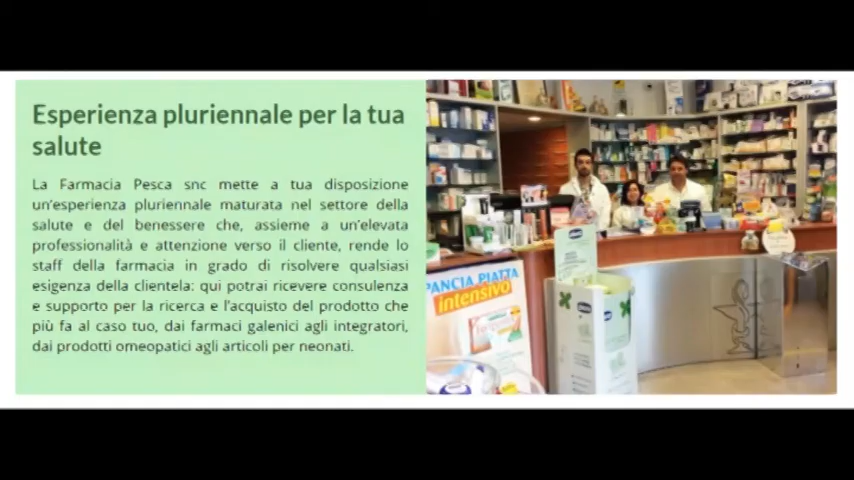 Esperienza pluriennale per la tua
salute
La Farmacia Pesca snc mette a tua disposizione
un'esperienza pluriennale maturata nel settore della
salute e del benessere che, assieme a un'elevata
professionalità e attenzione verso il cliente, rende lo
staff della farmacia in grado di risolvere qualsiasi
esigenza della clientela: qui potrai ricevere consulenza
e supporto per la ricerca e l'acquisto del prodotto che
più fa al caso tuo, dai farmaci galenici agli integratori,
dai prodotti omeopatici agli articoli per neonati.
PANCIA PIATTA
intensivo